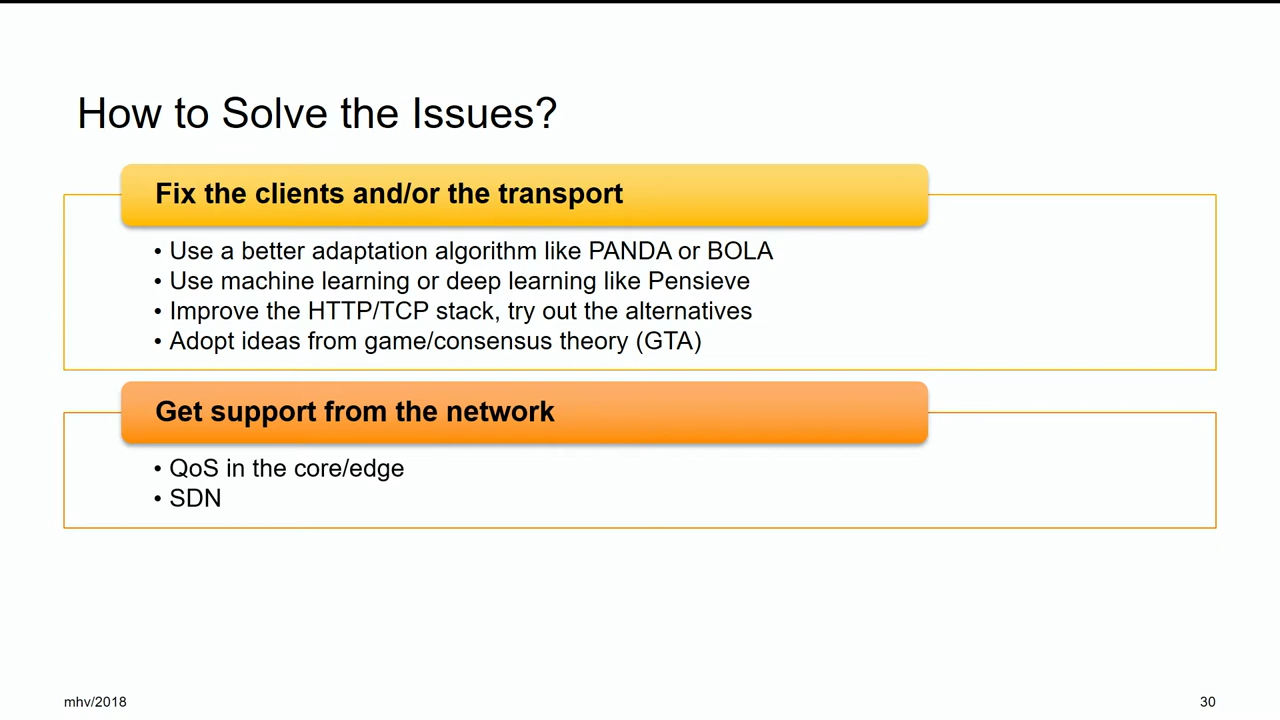 How to Solve the Issues?
Fix the clients and/or the transport
• Use a better adaptation algorithm like PANDA or BOLA
• Use machine learning or deep learning like Pensieve
• Improve the HTTP/TCP stack, try out the alternatives
• Adopt ideas from game/consensus theory (GTA)
Get support from the network
• QoS in the core/edge
• SDN
mhv/2018
30